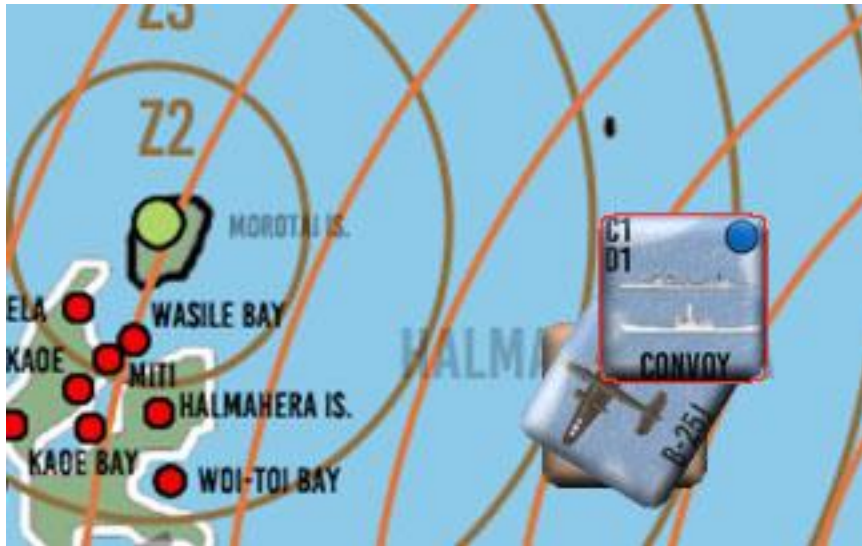 Z3
Z2
MOROTAI IS.
C1
D1
WASILE BAY
ELA
KAOE
MITI
HALMA
CONVOY
HALMAHERA IS.
B-25J
KAOE BAY
WOI-TOI BAY